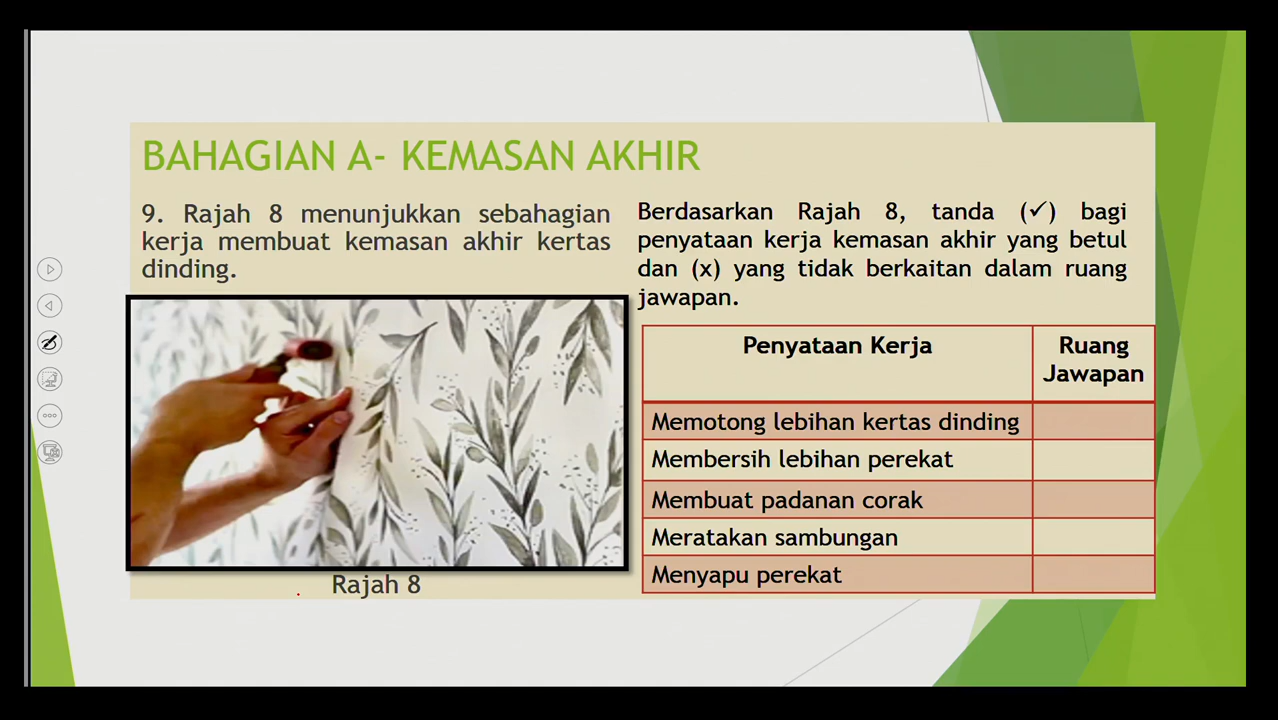 BAHAGIAN A- KEMASAN AKHIR
9. Rajah 8 menunjukkan sebahagian
kerja membuat kemasan akhir kertas
dinding.
Rajah 8
Berdasarkan Rajah 8, tanda (✓) bagi
penyataan kerja kemasan akhir yang betul
dan (x) yang tidak berkaitan dalam ruang
jawapan.
Penyataan Kerja
Ruang
Jawapan
Memotong lebihan kertas dinding
Membersih lebihan perekat
Membuat padanan corak
Meratakan sambungan
Menyapu perekat